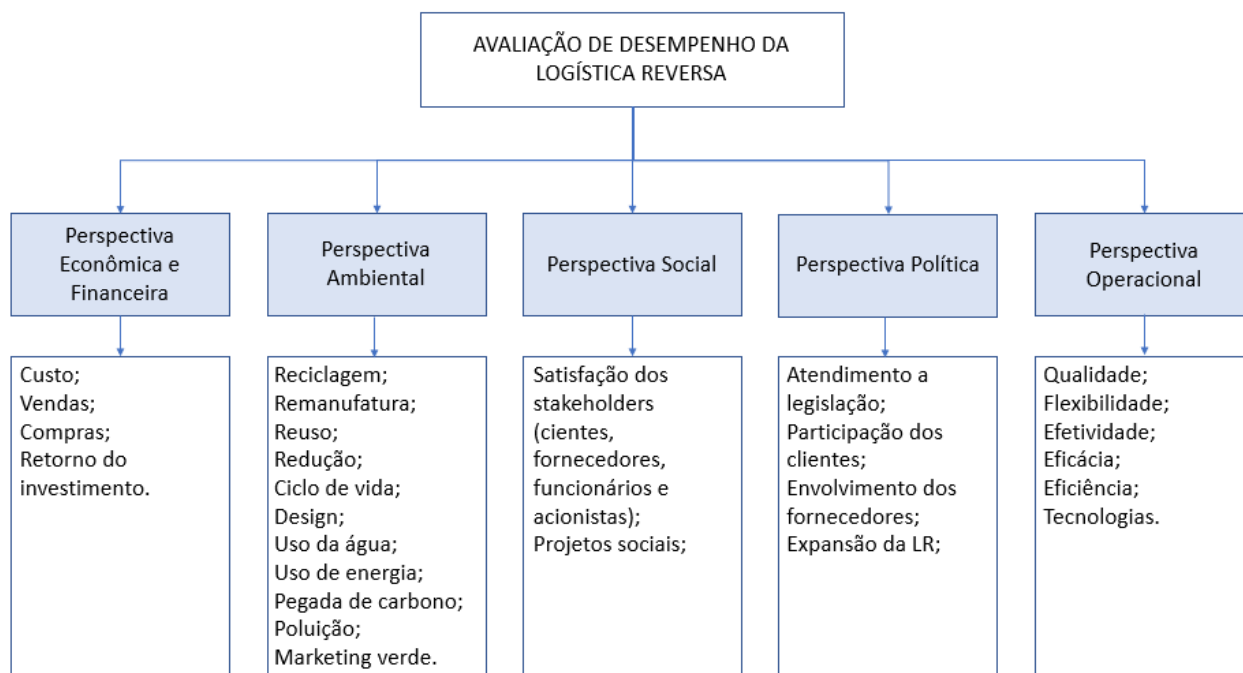 AVALIAÇÃO DE DESEMPENHO DA
LOGÍSTICA REVERSA
Perspectiva
Econômica e
Financeira
Perspectiva
Ambiental
Perspectiva Social
Perspectiva Política
Perspectiva
Operacional
Custo;
Vendas;
Compras;
Retorno do
investimento.
Reciclagem;
Remanufatura;
Reuso;
Redução;
Ciclo de vida;
Design;
Uso da água;
Uso de energia;
Pegada de carbono;
Poluição;
Marketing verde.
Satisfação dos
stakeholders
(cientes,
fornecedores,
funcionários e
acionistas);
Projetos sociais;
Atendimento a
legislação;
Participação dos
clientes;
Envolvimento dos
fornecedores;
Expansão da LR;
Qualidade;
Flexibilidade;
Efetividade;
Eficácia;
Eficiência;
Tecnologias.